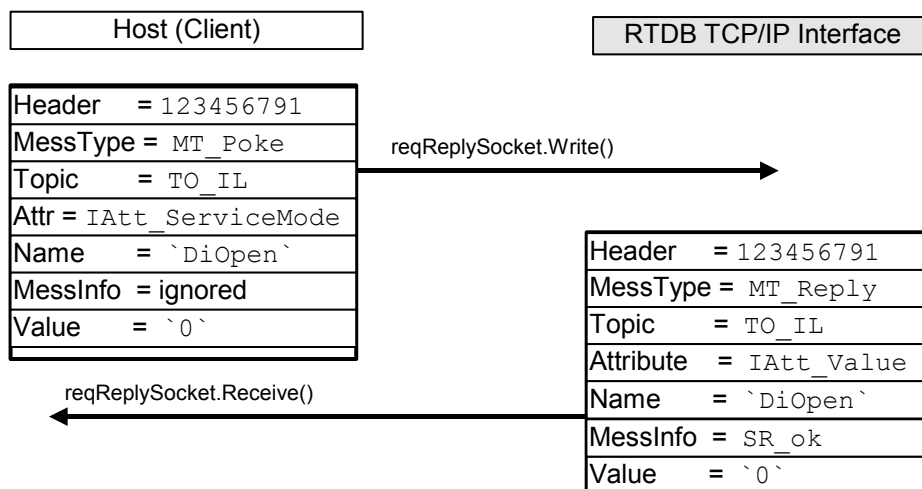 Host (Client)
RTDB TCP/IP Interface
Header = 123456791
MessType = MT_Poke
Topic = TO_IL
Attr = IAtt_ServiceMode
Name = `DiOpen`
MessInfo = ignored
Value = `0`
reqReplySocket.Write()
Header = 123456791
MessType = MT_Reply
Topic = TO_IL
Attribute = IAtt_Value
Name = `DiOpen`
MessInfo = SR_ok
Value = `0`
reqReplySocket.Receive()